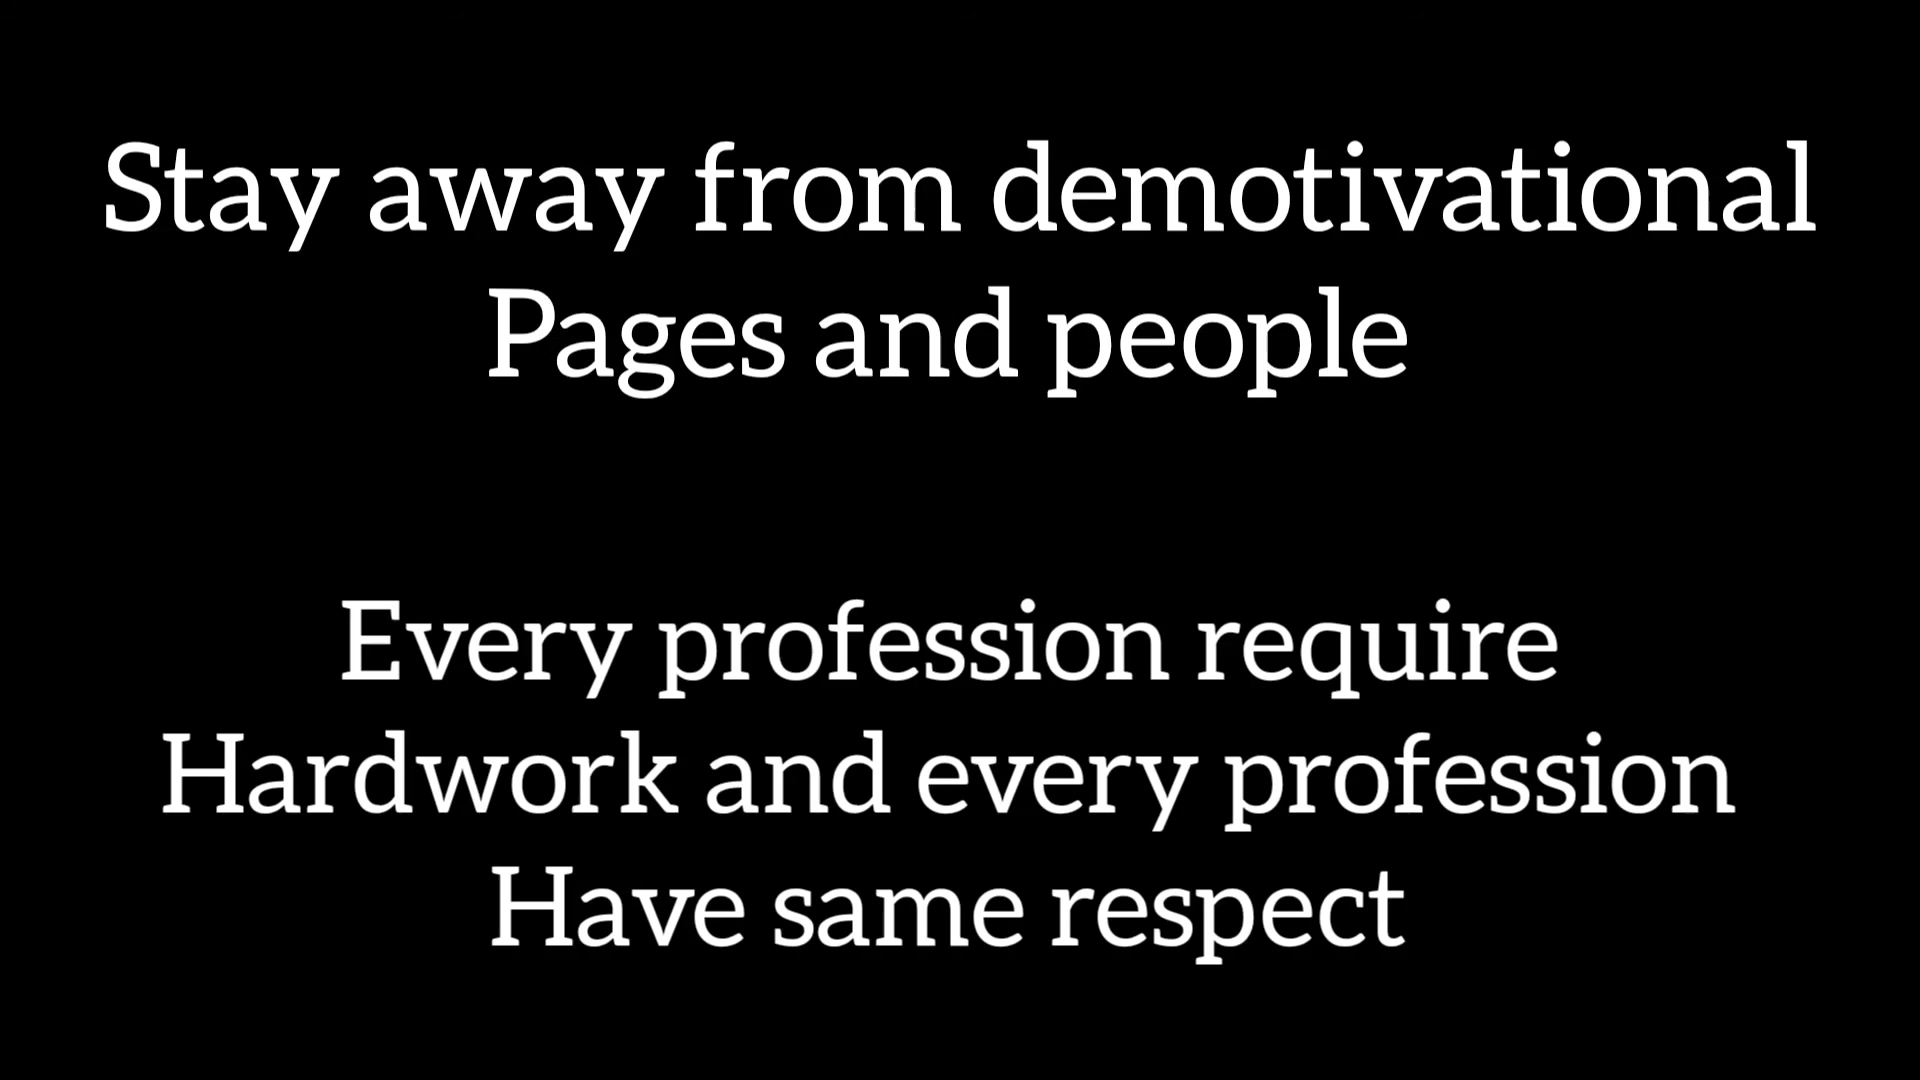 Stay away from demotivational
Pages and people
Every profession require
Hardwork and every profession
Have same respect